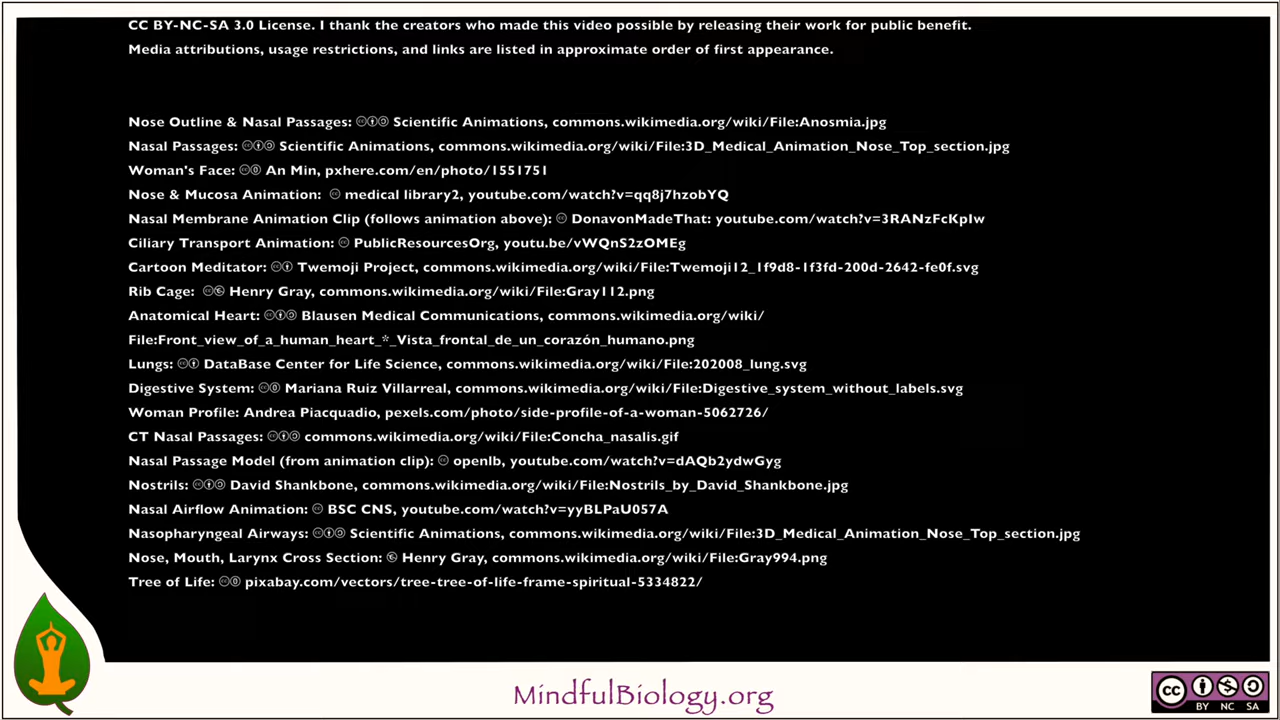 CC BY-NC-SA 3.0 License. I thank the creators who made this video possible by releasing their work for public benefit.
Media attributions, usage restrictions, and links are listed in approximate order of first appearance.
Nose Outline & Nasal Passages: Scientific Animations, commons.wikimedia.org/wiki/File:Anosmia.jpg
Nasal Passages: Scientific Animations, commons.wikimedia.org/wiki/File:3D_Medical_Animation_Nose_Top_section.jpg
Woman's Face: An Min, pxhere.com/en/photo/1551751
Nose & Mucosa Animation: medical library2, youtube.com/watch?v=qq8j7hzobYQ
Nasal Membrane Animation Clip (follows animation above): DonavonMadeThat: youtube.com/watch?v=3RANzFcKpIw
Ciliary Transport Animation: PublicResourcesOrg, youtu.be/vWQnS2zOMEg
Cartoon Meditator: Twemoji Project, commons.wikimedia.org/wiki/File:Twemoji12_1f9d8-1f3fd-200d-2642-fe0f.svg
Rib Cage: Henry Gray, commons.wikimedia.org/wiki/File:Gray112.png
Anatomical Heart: Blausen Medical Communications, commons.wikimedia.org/wiki/
File:Front_view_of_a_human_heart_*_Vista_frontal_de_un_corazón_humano.png
Lungs: DataBase Center for Life Science, commons.wikimedia.org/wiki/File:202008_lung.svg
Digestive System: Mariana Ruiz Villarreal, commons.wikimedia.org/wiki/File:Digestive_system_without_labels.svg
Woman Profile: Andrea Piacquadio, pexels.com/photo/side-profile-of-a-woman-5062726/
CT Nasal Passages: commons.wikimedia.org/wiki/File:Concha_nasalis.gif
Nasal Passage Model (from animation clip): openlb, youtube.com/watch?v=dAQb2ydwGyg
Nostrils: David Shankbone, commons.wikimedia.org/wiki/File:Nostrils_by_David_Shankbone.jpg
Nasal Airflow Animation: BSC CNS, youtube.com/watch?v=yyBLPaU057A
Nasopharyngeal Airways: Scientific Animations, commons.wikimedia.org/wiki/File:3D_Medical_Animation_Nose_Top_section.jpg
Nose, Mouth, Larynx Cross Section: Henry Gray, commons.wikimedia.org/wiki/File:Gray994.png
Tree of Life: pixabay.com/vectors/tree-tree-of-life-frame-spiritual-5334822/
MindfulBiology.org
cc BY NC SA